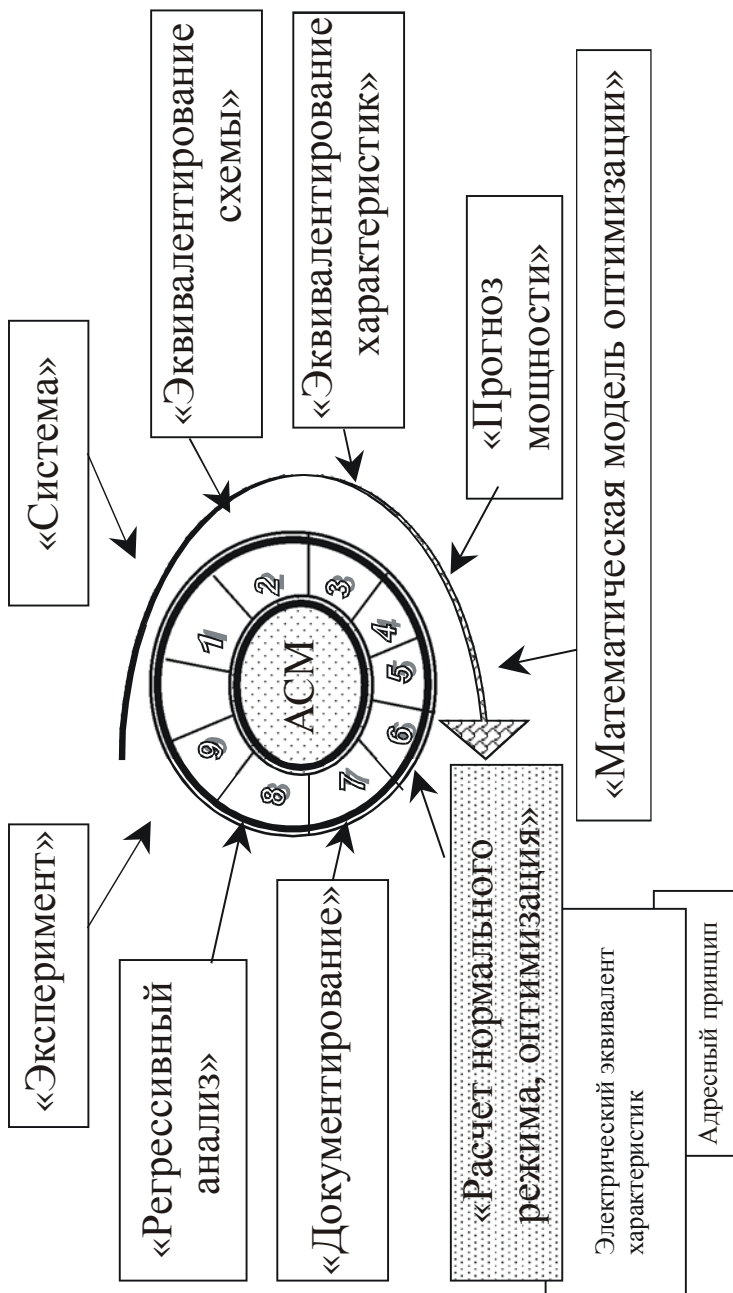 «Эксперимент»
«Система»
«Регрессивный
анализ»
«Эквивалентирование
схемы»
«Документирование»
«Эквивалентирование
характеристик»
АСМ
1
2
3
4
5
6
7
8
9
«Расчет нормального
режима, оптимизация»
«Прогноз
мощности»
Электрический эквивалент
характеристик
«Математическая модель оптимизации»
Адресный принцип